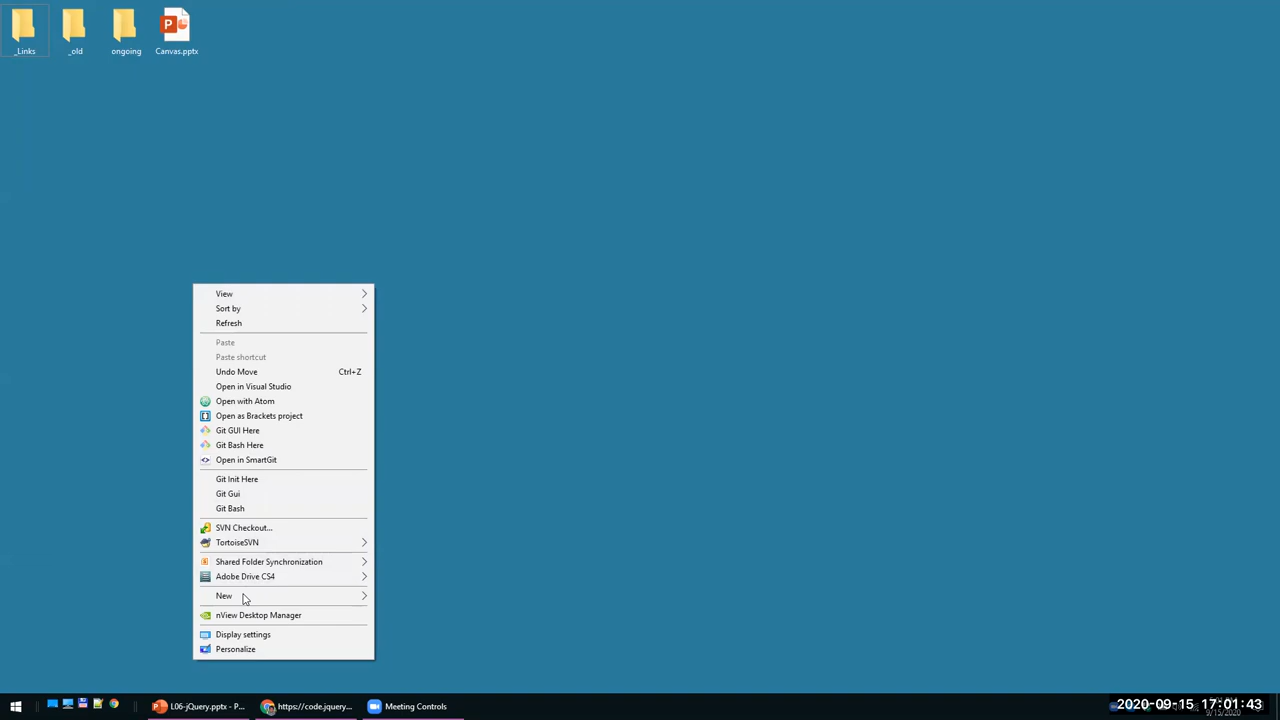 _Links
_old
ongoing
Canvas.pptx
View
Sort by
Refresh
Paste
Paste shortcut
Undo Move Ctrl+Z
Open in Visual Studio
Open with Atom
Open as Brackets project
Git GUI Here
Git Bash Here
Open in SmartGit
Git Init Here
Git Gui
Git Bash
SVN Checkout...
TortoiseSVN
Shared Folder Synchronization
Adobe Drive CS4
New
nView Desktop Manager
Display settings
Personalize
L06-jQuery.pptx - P...
https://code.jquery...
Meeting Controls
2020-09-15 17:01:43
9/15/2020